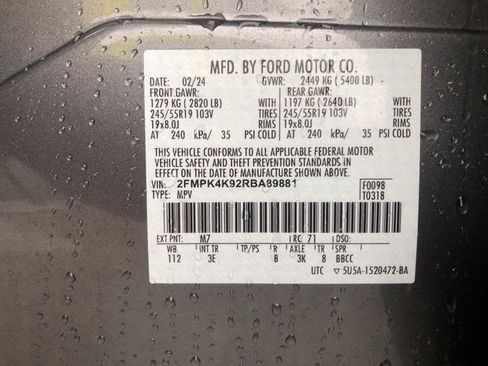 MFD. BY FORD MOTOR CO.
DATE: 02/24 GVWR: 2449 KG (5400 LB)
FRONT GAWR: REAR GAWR:
1279 KG (2820 LB) WITH 1197 KG (2640 LB) WITH
245/55R19 103V TIRES 245/55R19 103V TIRES
19x8.0J RIMS 19x8.0J RIMS
AT 240 kPa/ 35 PSI COLD AT 240 kPa/ 35 PSI COLD
THIS VEHICLE CONFORMS TO ALL APPLICABLE FEDERAL MOTOR
VEHICLE SAFETY AND THEFT PREVENTION STANDARDS IN
EFFECT ON THE DATE OF MANUFACTURE SHOWN ABOVE.
VIN: 2FMPK4K92RBA89881 F0098
TYPE: MPV T0318
EXT PNT: M7 RC: 71 DSO:
WB INT TR TP/PS R AXLE TR SPR
112 3E B 3K 8 BBCC
UTC ▽ 5U5A-1520472-BA